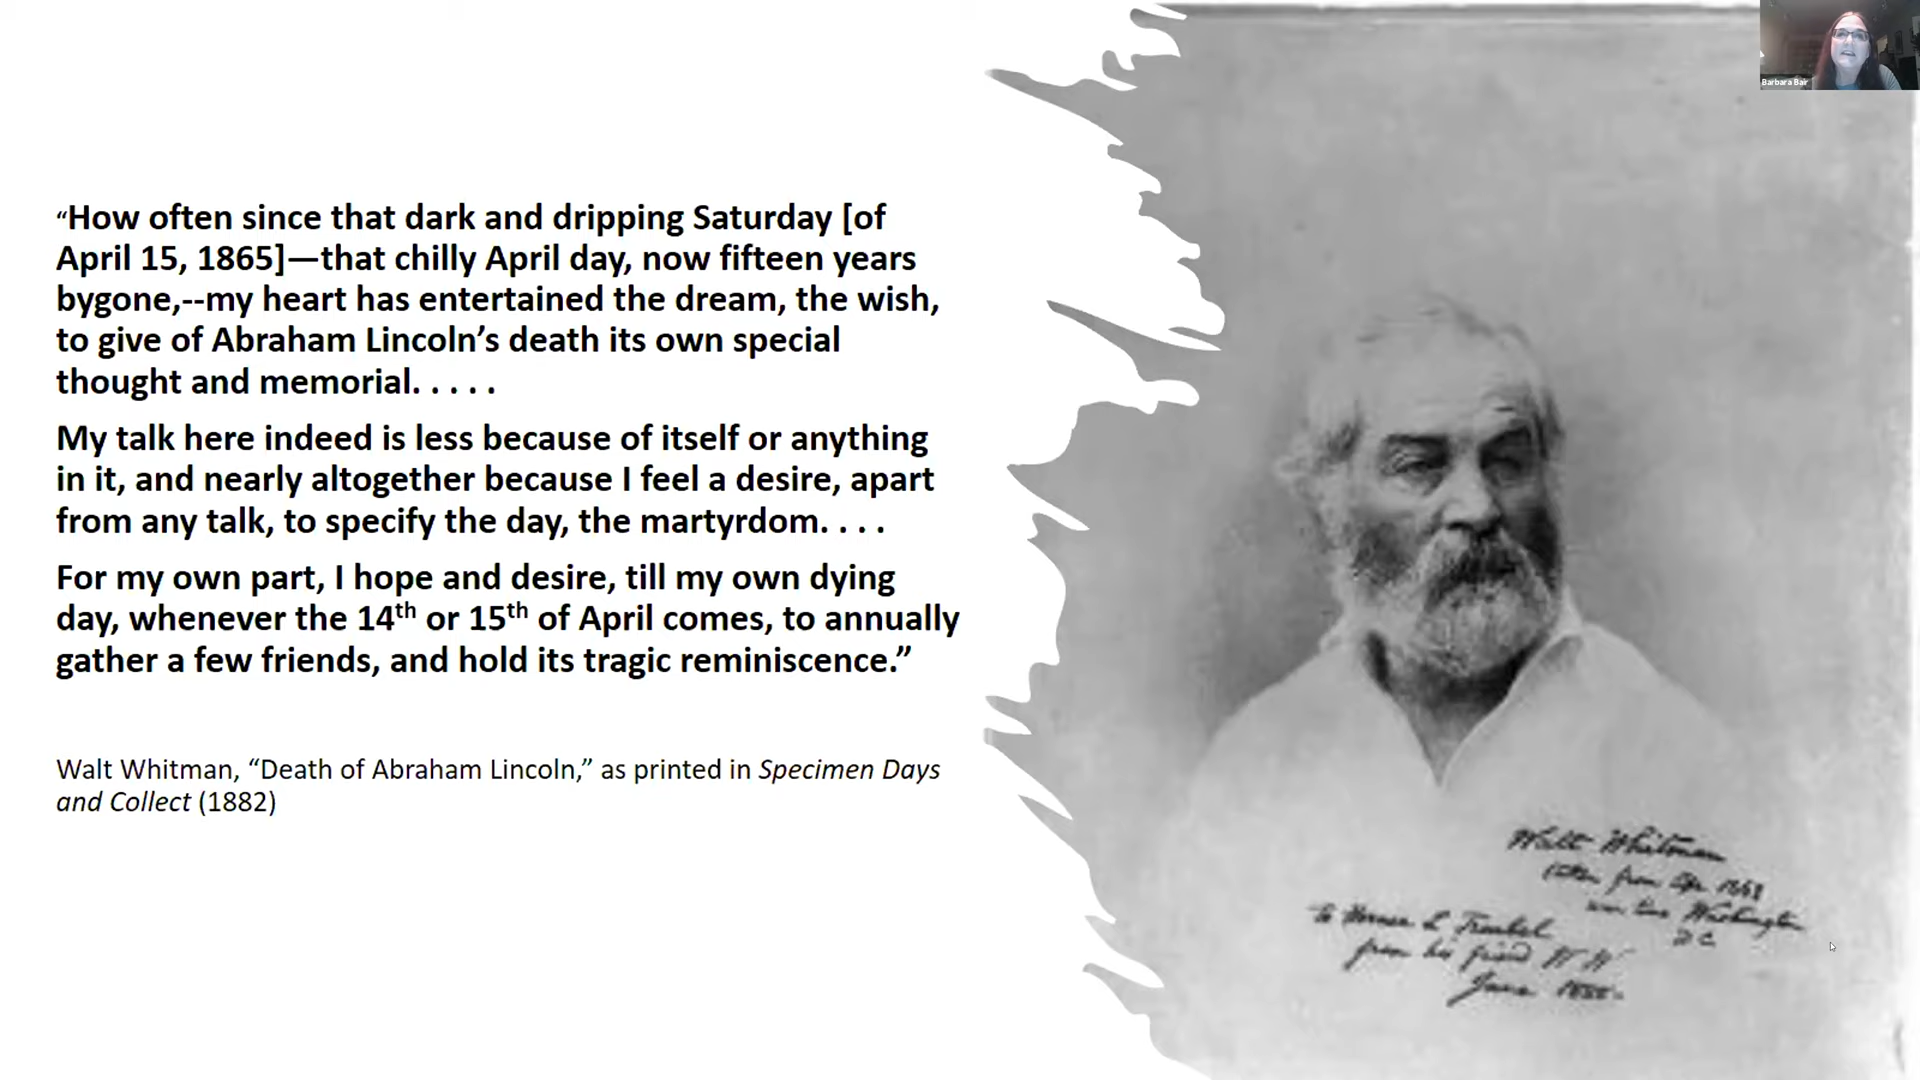 “How often since that dark and dripping Saturday [of
April 15, 1865]—that chilly April day, now fifteen years
bygone,--my heart has entertained the dream, the wish,
to give of Abraham Lincoln’s death its own special
thought and memorial. . . . .
My talk here indeed is less because of itself or anything
in it, and nearly altogether because I feel a desire, apart
from any talk, to specify the day, the martyrdom. . . .
For my own part, I hope and desire, till my own dying
day, whenever the 14th or 15th of April comes, to annually
gather a few friends, and hold its tragic reminiscence.”
Walt Whitman, “Death of Abraham Lincoln,” as printed in Specimen Days
and Collect (1882)
Barbara Bair
Walt Whitman
from life
Washington
D C
to Horace L Traubel
from his friend W W
June